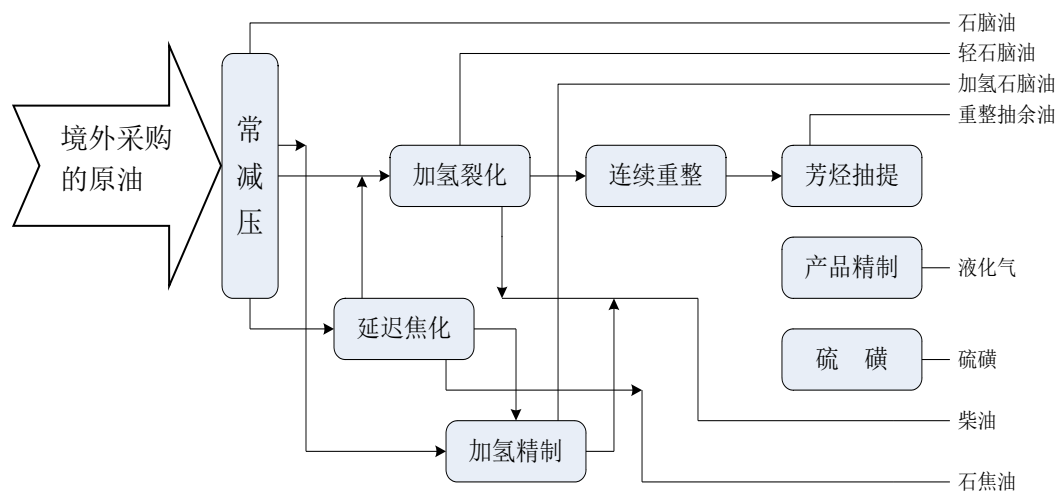 石脑油
轻石脑油
加氢石脑油
重整抽余油
境外采购
的原油
常
减
压
加氢裂化
连续重整
芳烃抽提
产品精制
液化气
延迟焦化
硫 磺
硫磺
柴油
加氢精制
石焦油